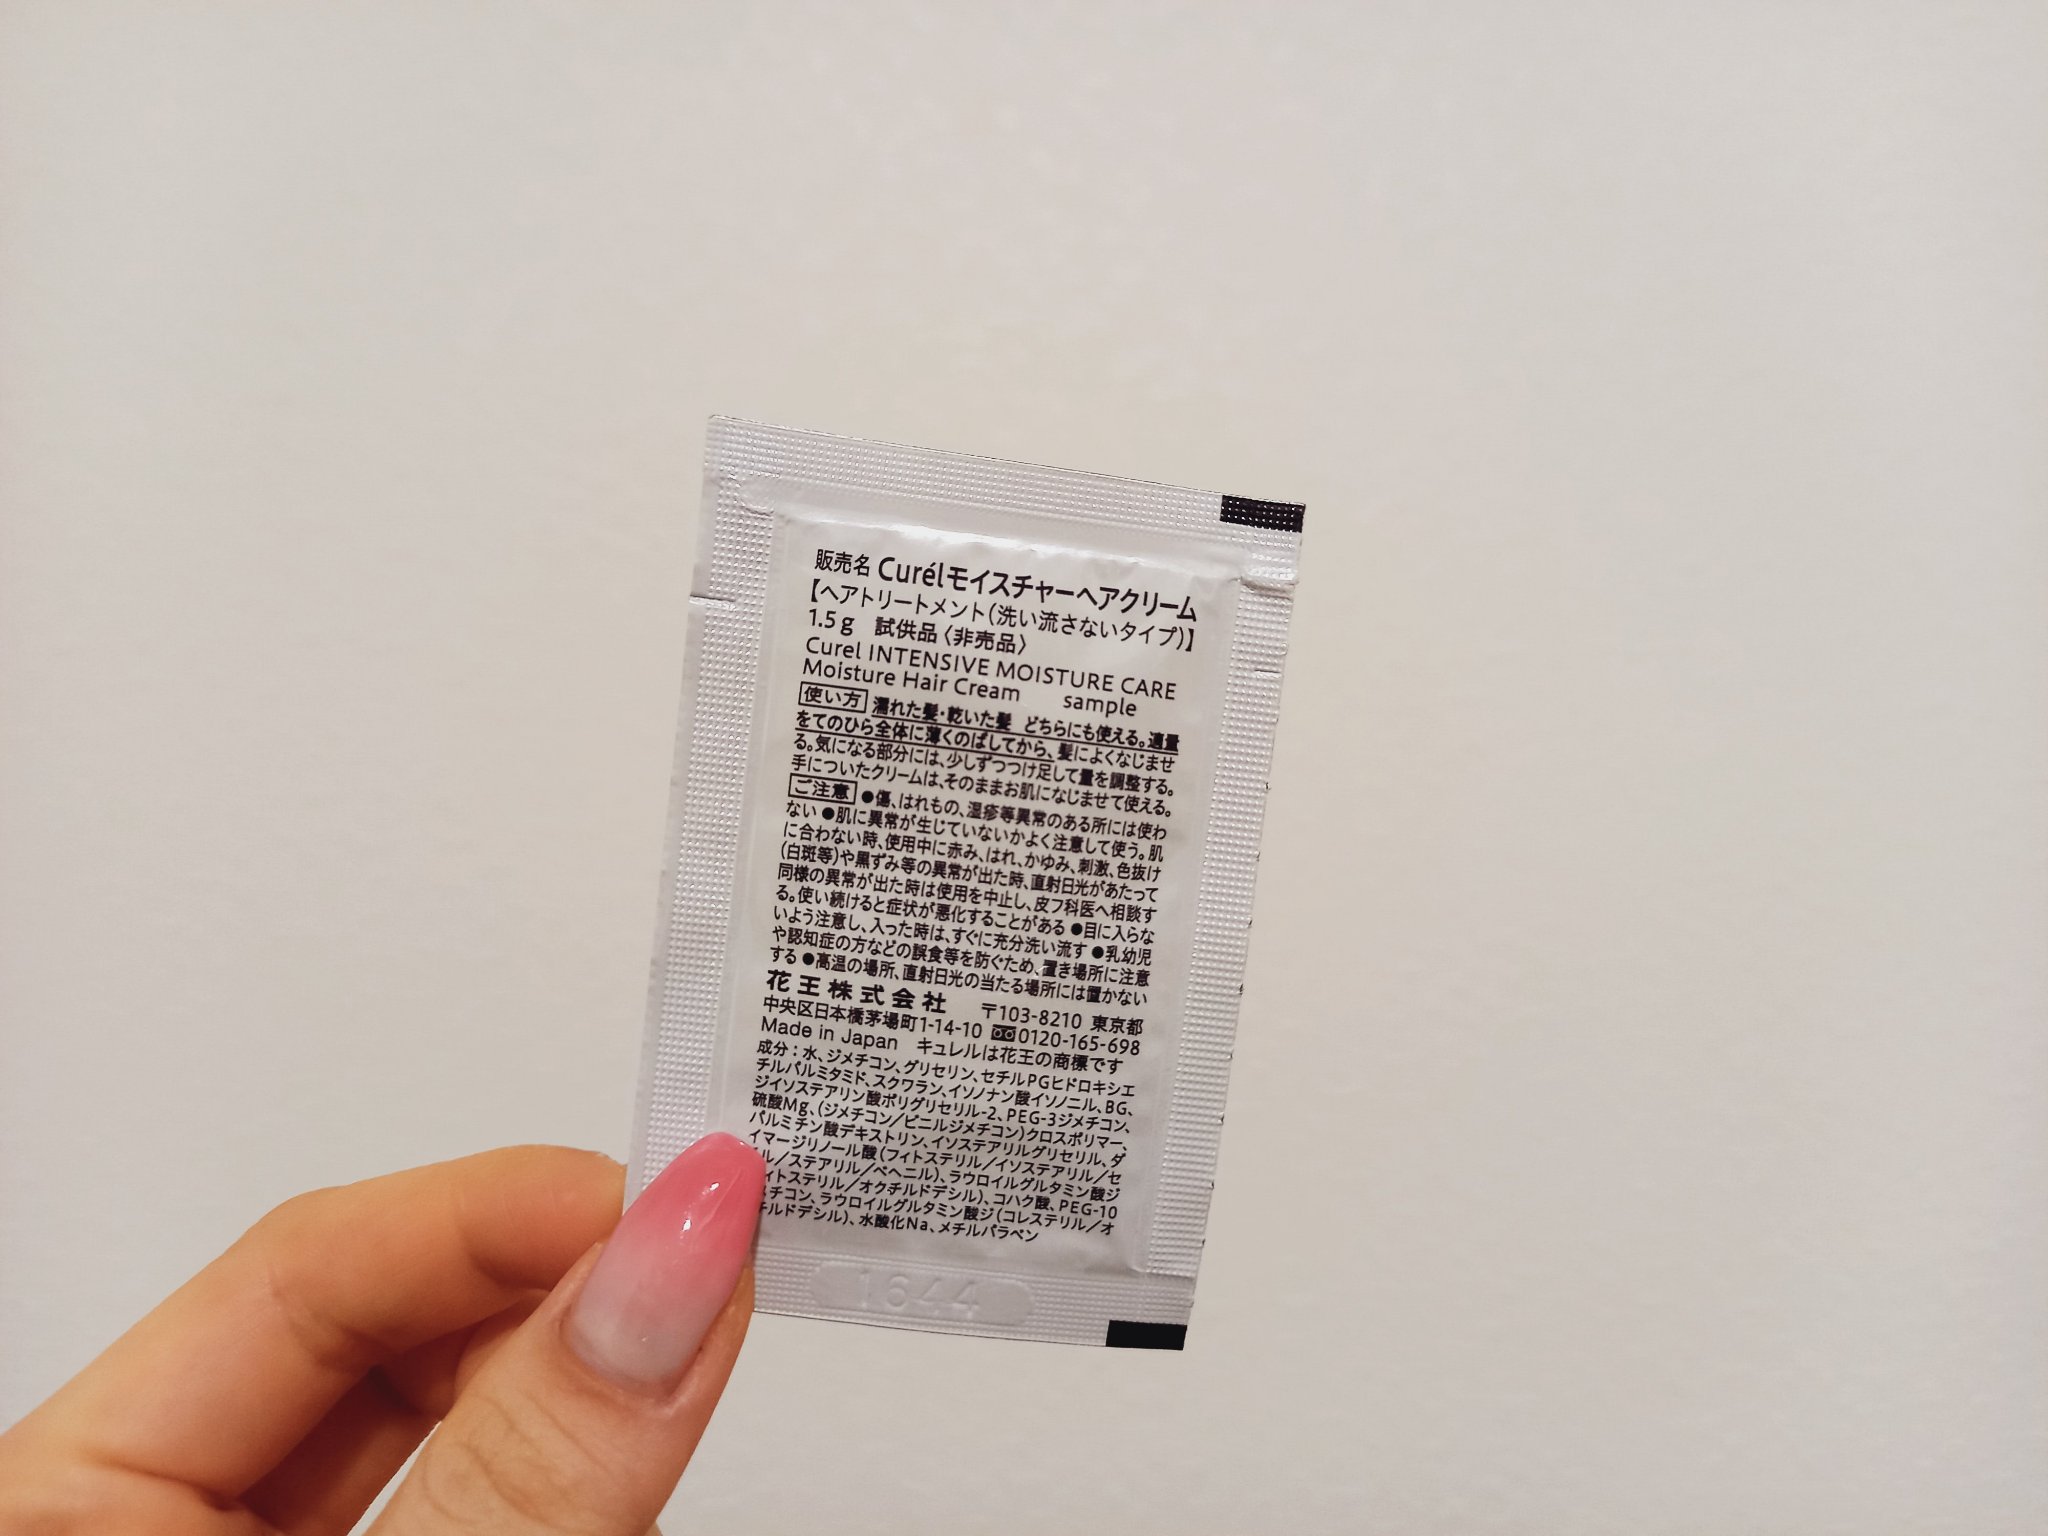 販売名 Curélモイスチャーヘアクリーム
【ヘアトリートメント（洗い流さないタイプ）】
1.5g 試供品〈非売品〉
Curel INTENSIVE MOISTURE CARE
Moisture Hair Cream sample
使い方 濡れた髪・乾いた髪 どちらにも使える。適量
をてのひら全体に薄くのばしてから、髪によくなじませ
る。気になる部分には、少しずつつけ足して量を調整する。
手についたクリームは、そのままお肌になじませて使える。
ご注意 ●傷、はれもの、湿疹等異常のある所には使わ
ない ●肌に異常が生じていないかよく注意して使う。肌
に合わない時、使用中に赤み、はれ、かゆみ、刺激、色抜け
（白斑等）や黒ずみ等の異常が出た時、直射日光があたって
同様の異常が出た時は使用を中止し、皮フ科医へ相談す
る。使い続けると症状が悪化することがある ●目に入らな
いよう注意し、入った時は、すぐに充分洗い流す ●乳幼児
や認知症の方などの誤食等を防ぐため、置き場所に注意
する ●高温の場所、直射日光の当たる場所には置かない
花王株式会社 〒103-8210 東京都
中央区日本橋茅場町1-14-10 0120-165-698
Made in Japan キュレルは花王の商標です
成分：水、ジメチコン、グリセリン、セチルPGヒドロキシエ
チルパルミタミド、スクワラン、イソノナン酸イソノニル、BG、
ジイソステアリン酸ポリグリセリル-2、PEG-3ジメチコン、
硫酸Mg、（ジメチコン／ビニルジメチコン）クロスポリマー、
パルミチン酸デキストリン、イソステアリルグリセリル、ダ
イマージリノール酸（フィトステリル／イソステアリル／セ
ル／ステアリル／ベヘニル）、ラウロイルグルタミン酸ジ
イトステリル／オクチルドデシル）、コハク酸、PEG-10
メチコン、ラウロイルグルタミン酸ジ（コレステリル／オ
チルドデシル）、水酸化Na、メチルパラベン
1644